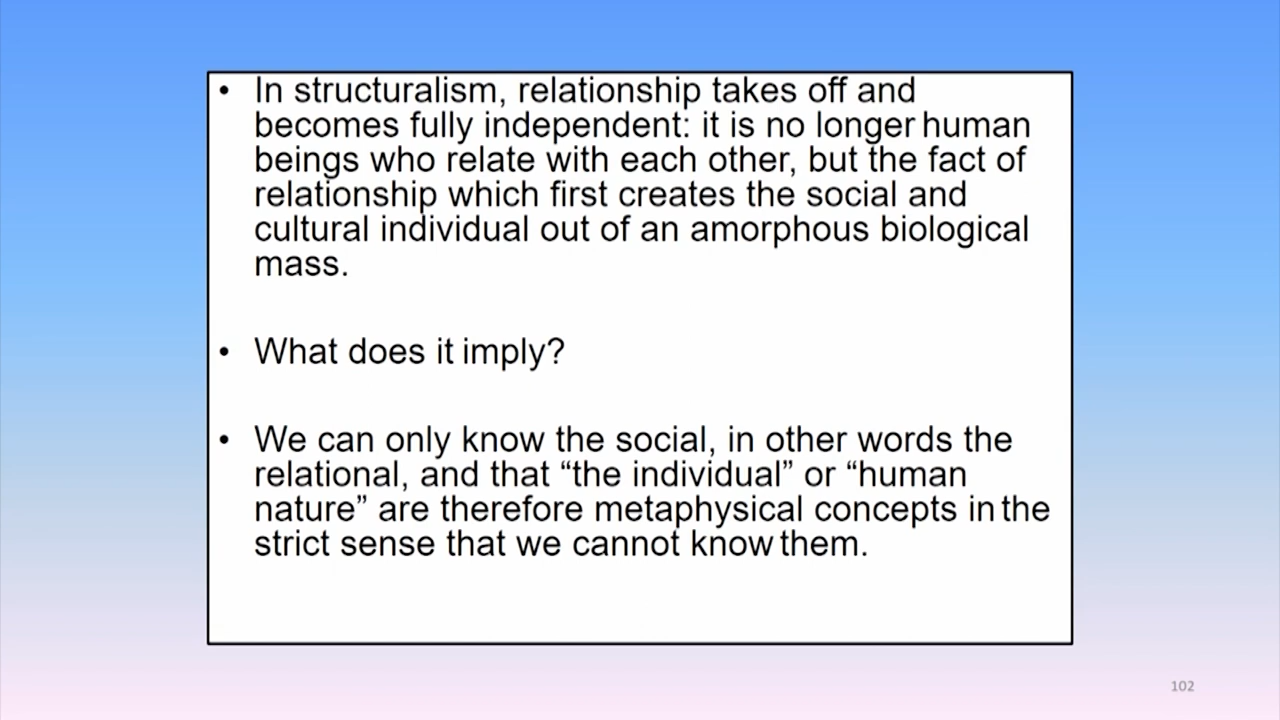 • In structuralism, relationship takes off and
becomes fully independent: it is no longer human
beings who relate with each other, but the fact of
relationship which first creates the social and
cultural individual out of an amorphous biological
mass.
• What does it imply?
• We can only know the social, in other words the
relational, and that “the individual” or “human
nature” are therefore metaphysical concepts in the
strict sense that we cannot know them.
102